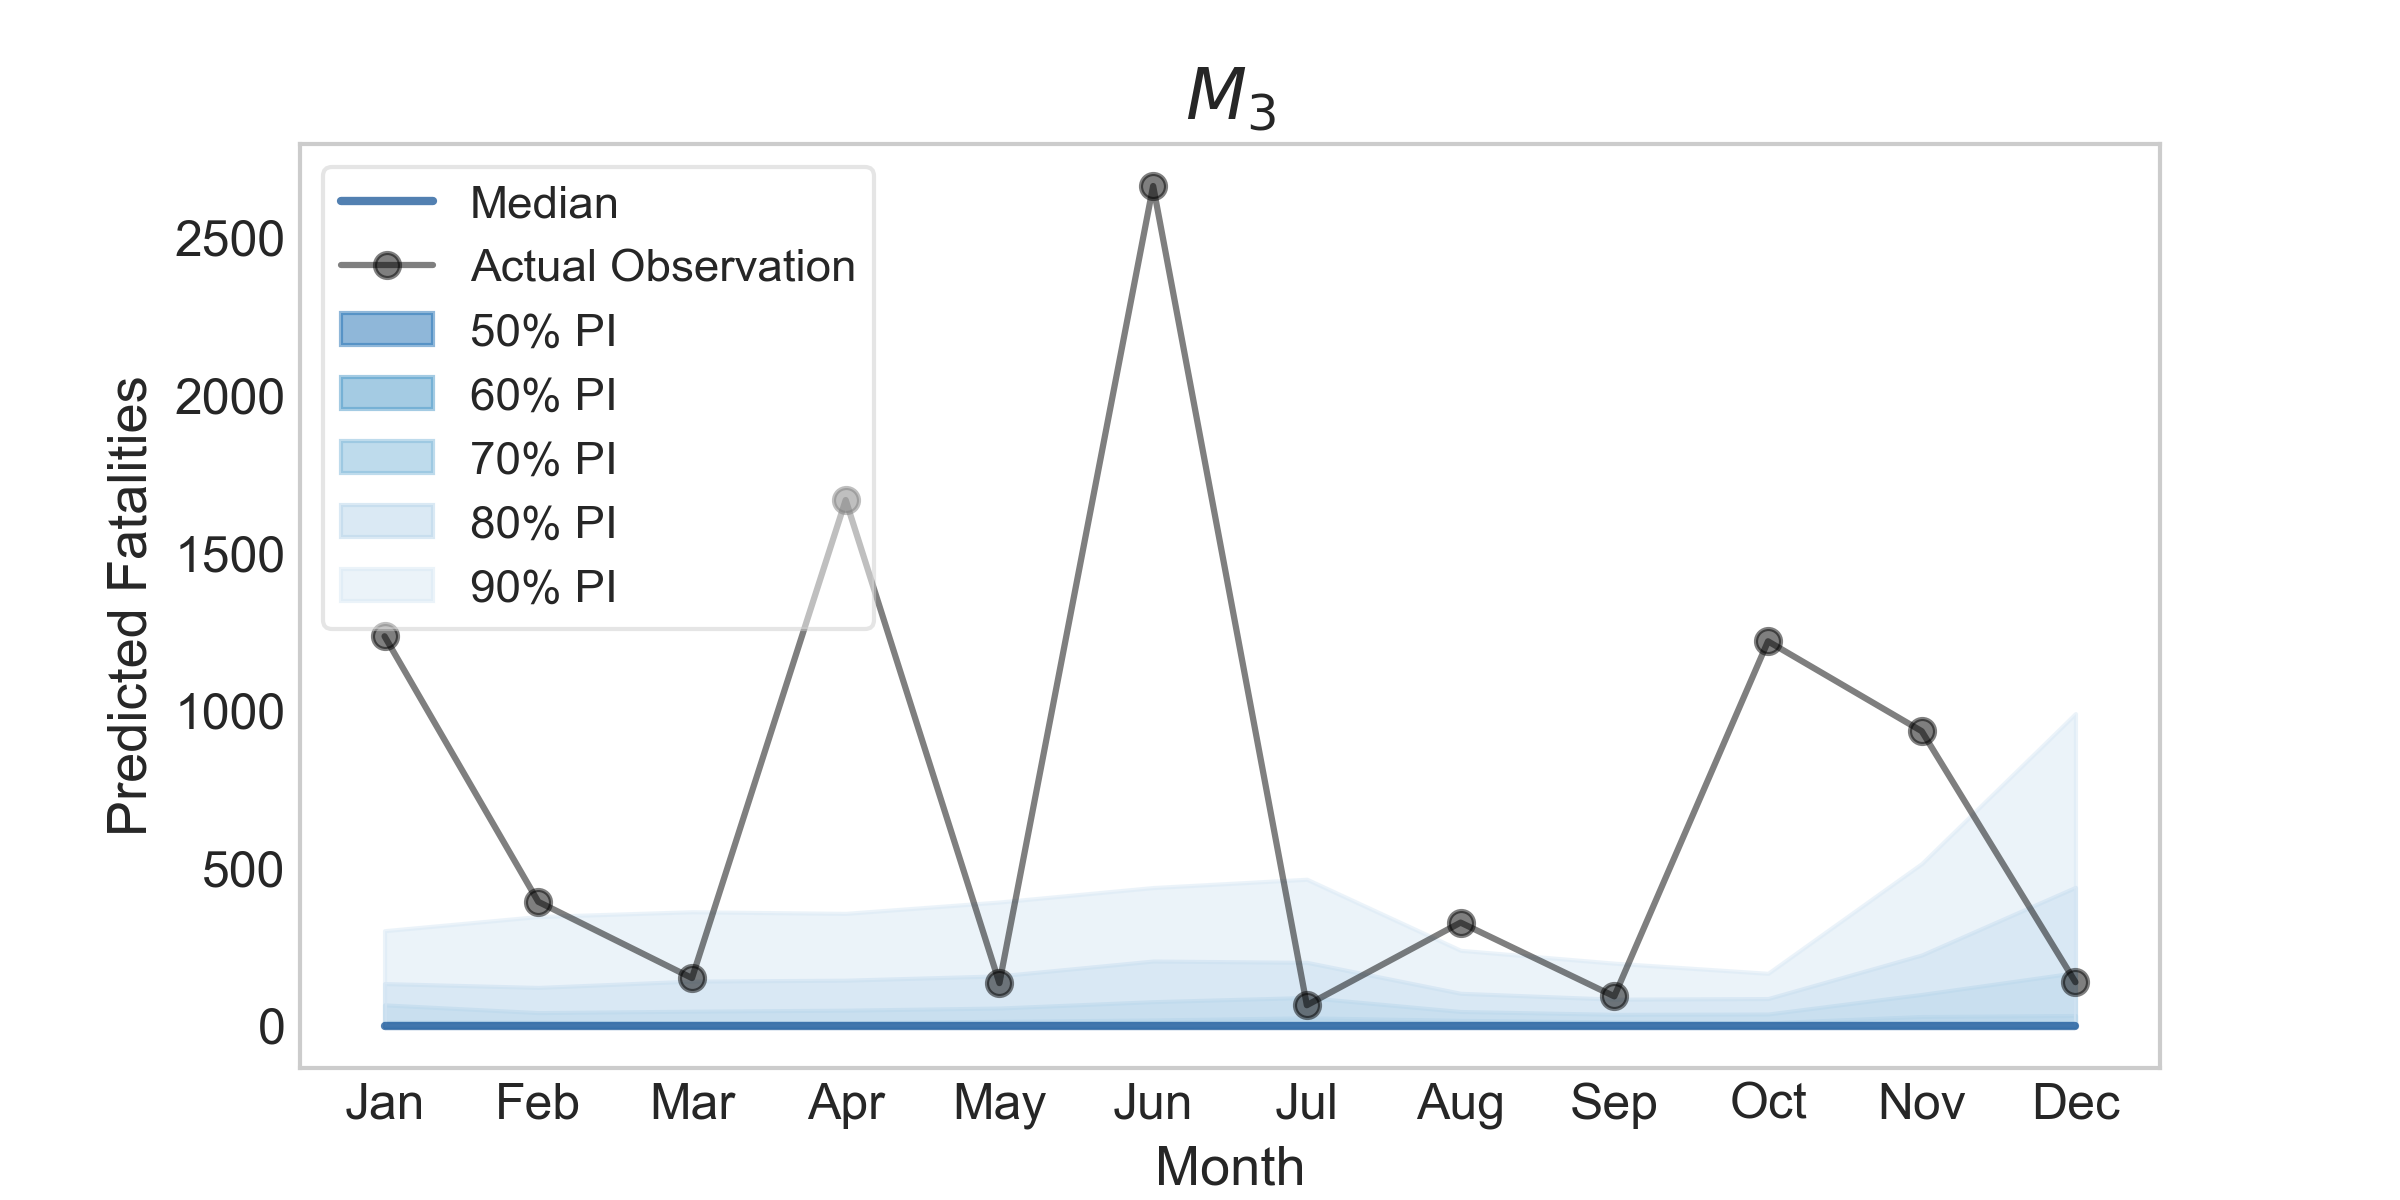 M3
Median
Actual Observation
50% PI
60% PI
70% PI
80% PI
90% PI
Predicted Fatalities
2500
2000
1500
1000
500
0
Jan Feb Mar Apr May Jun Jul Aug Sep Oct Nov Dec
Month